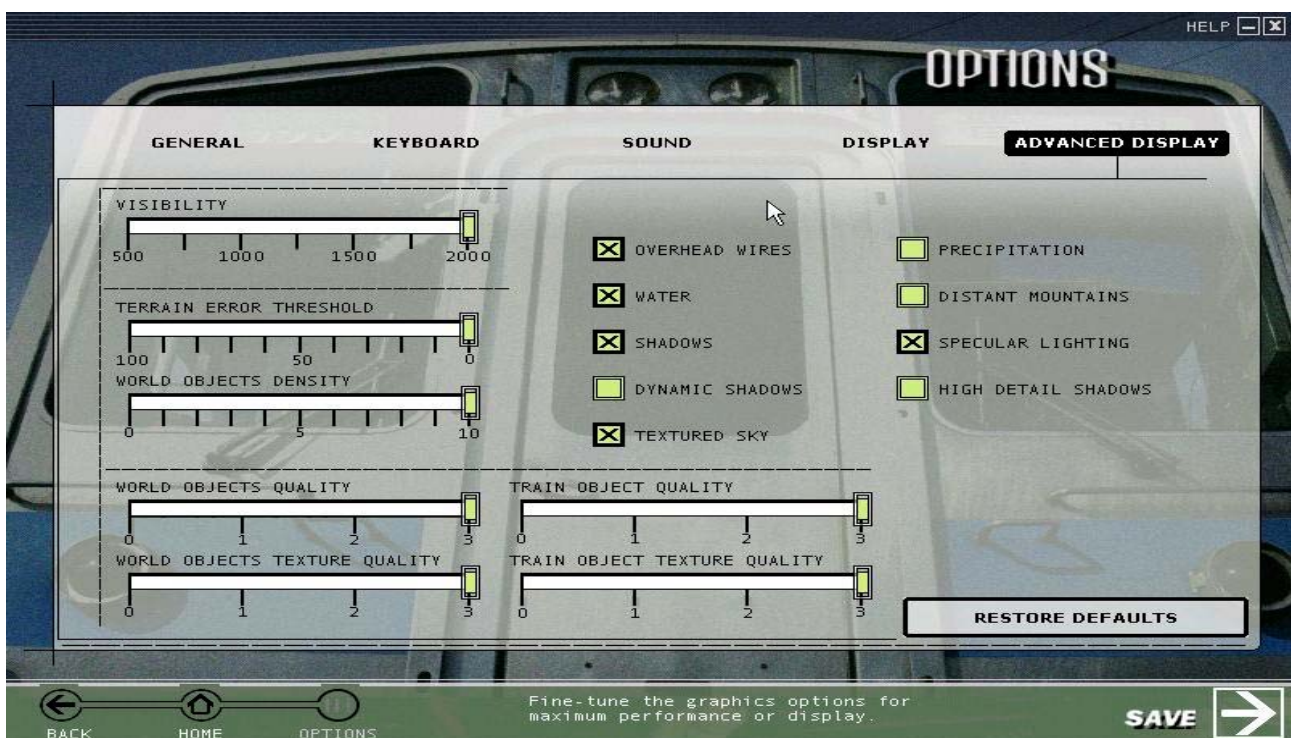 HELP
OPTIONS
GENERAL KEYBOARD SOUND DISPLAY ADVANCED DISPLAY
VISIBILITY
500 1000 1500 2000
TERRAIN ERROR THRESHOLD
100 50 0
WORLD OBJECTS DENSITY
0 5 10
OVERHEAD WIRES
WATER
SHADOWS
DYNAMIC SHADOWS
TEXTURED SKY
PRECIPITATION
DISTANT MOUNTAINS
SPECULAR LIGHTING
HIGH DETAIL SHADOWS
WORLD OBJECTS QUALITY
0 1 2 3
TRAIN OBJECT QUALITY
0 1 2 3
WORLD OBJECTS TEXTURE QUALITY
0 1 2 3
TRAIN OBJECT TEXTURE QUALITY
0 1 2 3
RESTORE DEFAULTS
BACK HOME OPTIONS
Fine-tune the graphics options for
maximum performance or display.
SAVE